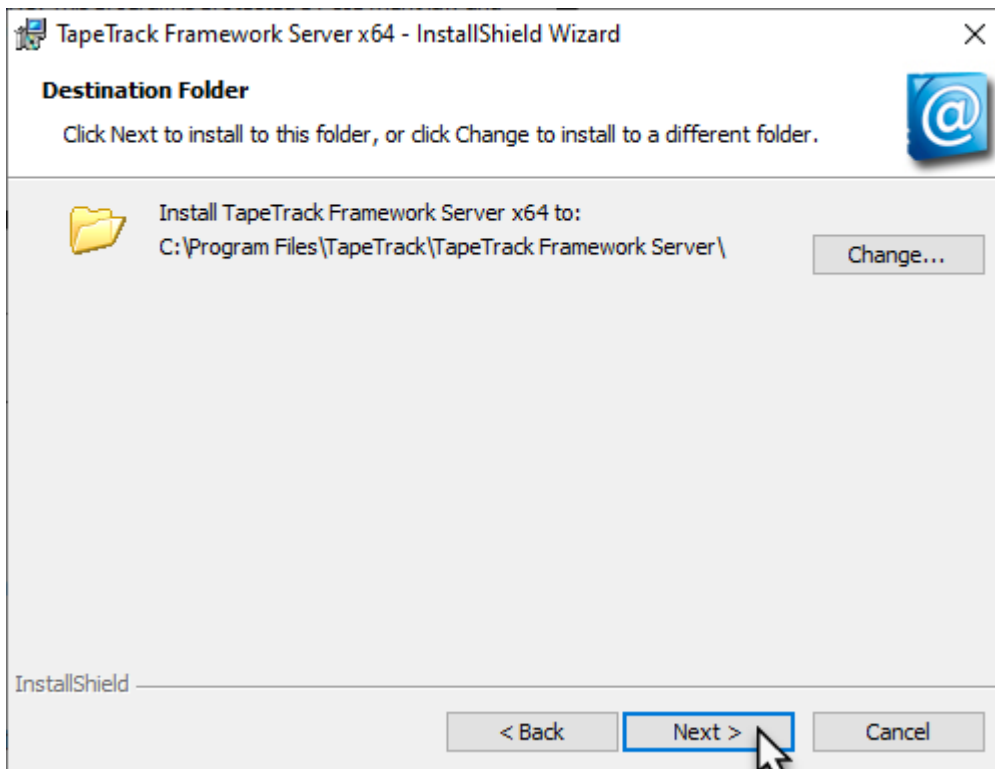 TapeTrack Framework Server x64 - InstallShield Wizard
Destination Folder
Click Next to install to this folder, or click Change to install to a different folder.
Install TapeTrack Framework Server x64 to:
C:\Program Files\TapeTrack\TapeTrack Framework Server\
Change...
InstallShield
< Back
Next >
Cancel